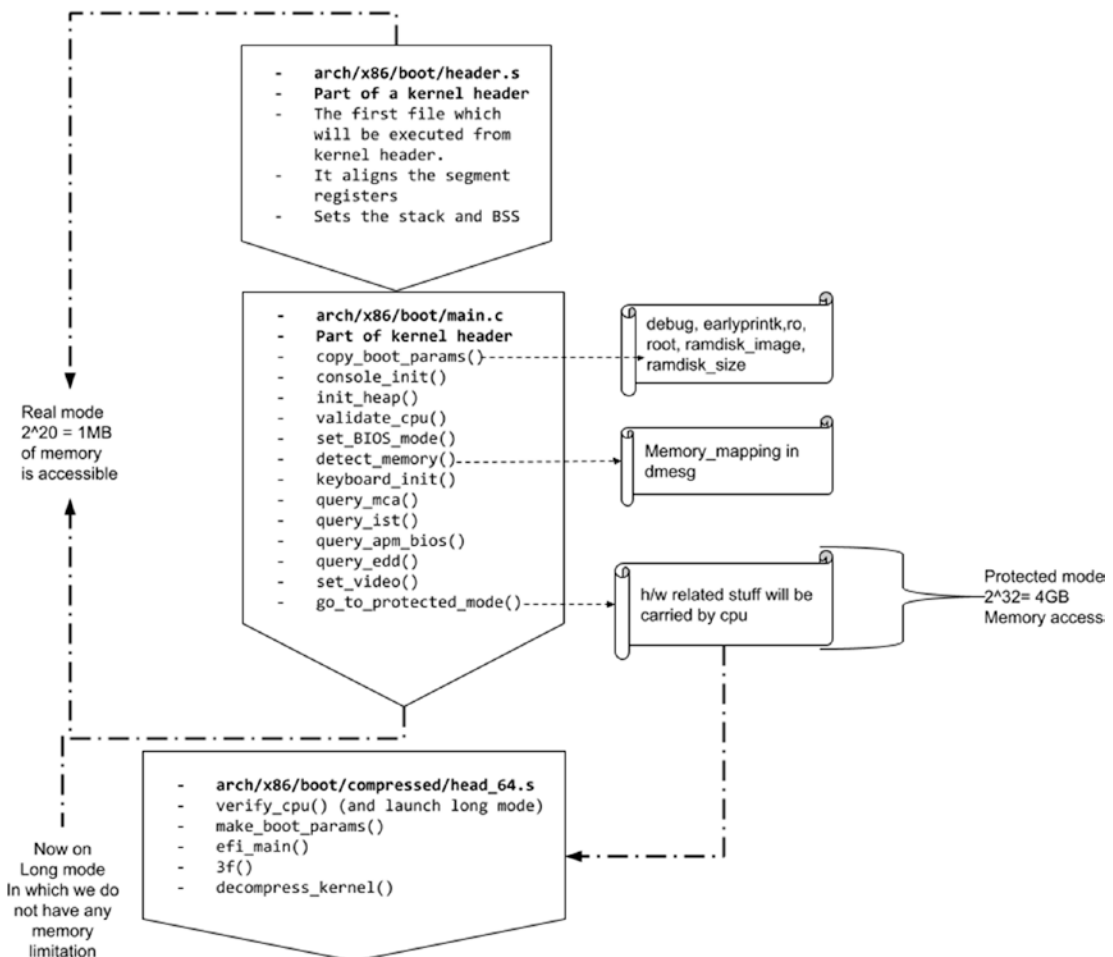 - arch/x86/boot/header.s
- Part of a kernel header
- The first file which
will be executed from
kernel header.
- It aligns the segment
registers
- Sets the stack and BSS
- arch/x86/boot/main.c
- Part of kernel header
- copy_boot_params()
- console_init()
- init_heap()
- validate_cpu()
- set_BIOS_mode()
- detect_memory()
- keyboard_init()
- query_mca()
- query_ist()
- query_apm_bios()
- query_edd()
- set_video()
- go_to_protected_mode()
debug, earlyprintk,ro,
root, ramdisk_image,
ramdisk_size
Memory_mapping in
dmesg
h/w related stuff will be
carried by cpu
Protected mode
2^32= 4GB
Memory access
Real mode
2^20 = 1MB
of memory
is accessible
- arch/x86/boot/compressed/head_64.s
- verify_cpu() (and launch long mode)
- make_boot_params()
- efi_main()
- 3f()
- decompress_kernel()
Now on
Long mode
In which we do
not have any
memory
limitation